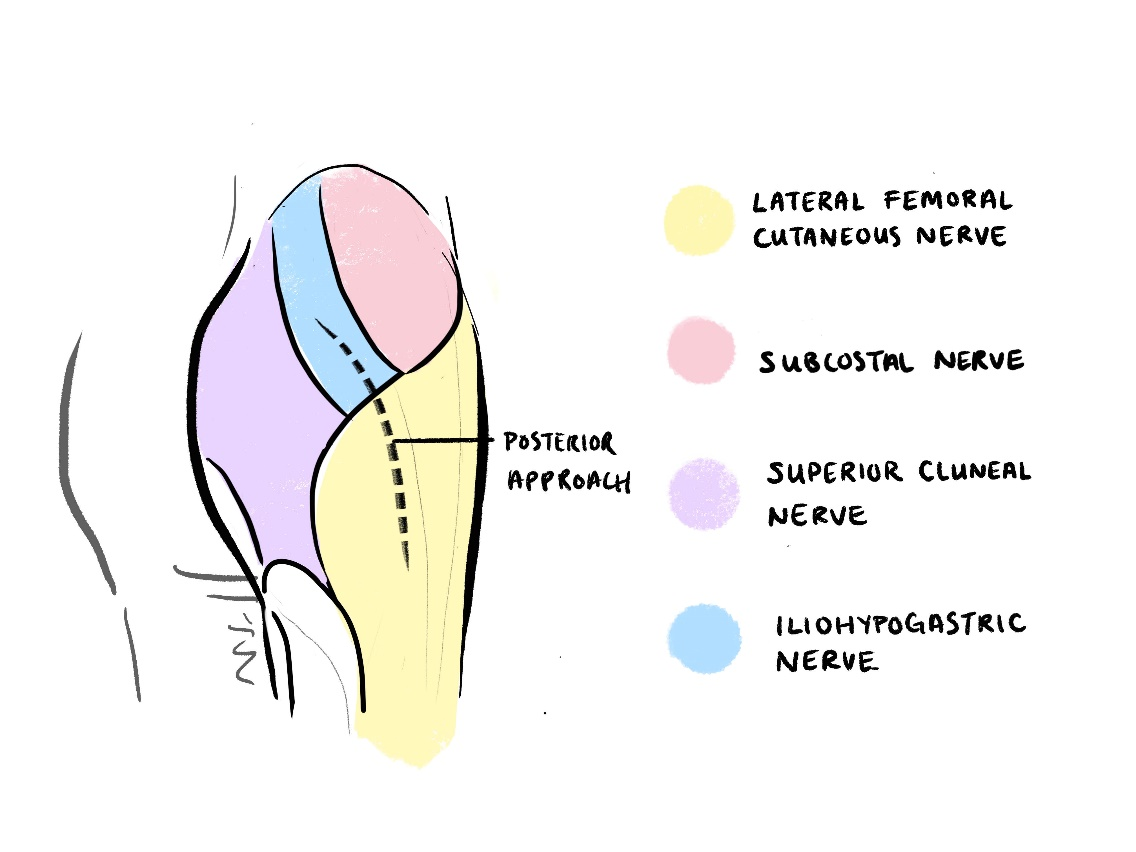 LATERAL FEMORAL
CUTANEOUS NERVE
SUBCOSTAL NERVE
POSTERIOR
APPROACH
SUPERIOR CLUNEAL
NERVE
ILIOHYPOGASTRIC
NERVE